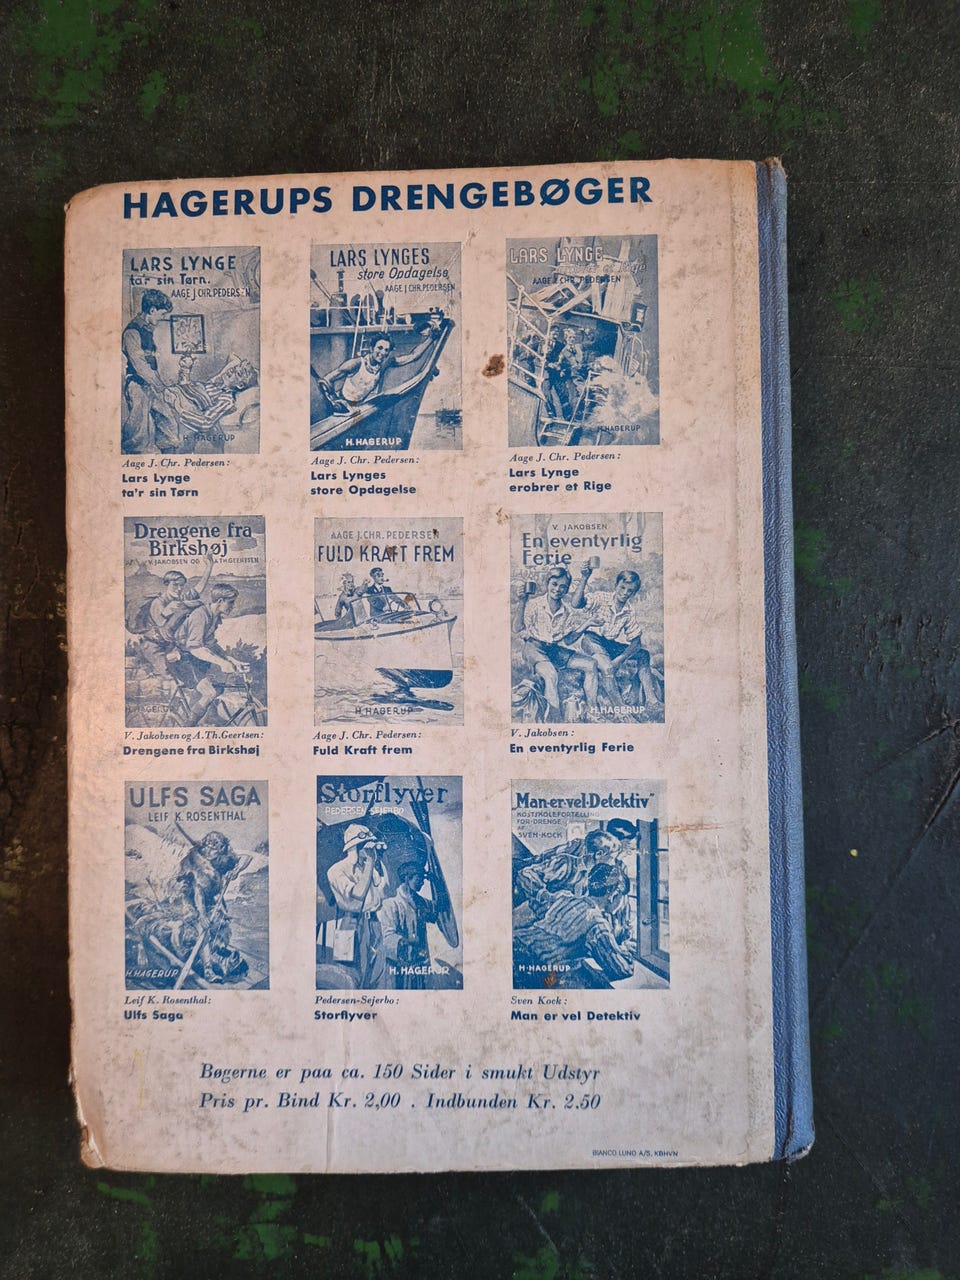 HAGERUPS DRENGEBØGER
LARS LYNGE
ta'r sin Tørn.
AAGE J. CHR. PEDERSEN
H. HAGERUP
Aage J. Chr. Pedersen:
Lars Lynge
ta'r sin Tørn
LARS LYNGES
store Opdagelse
AAGE J. CHR. PEDERSEN
H. HAGERUP
Aage J. Chr. Pedersen:
Lars Lynges
store Opdagelse
LARS LYNGE
AAGE J. CHR. PEDERSEN
H. HAGERUP
Aage J. Chr. Pedersen:
Lars Lynge
erobrer et Rige
Drengene fra
Birkshøj
V. JAKOBSEN OG A.TH.GEERTSEN
H. HAGERUP
V. Jakobsen og A.Th.Geertsen:
Drengene fra Birkshøj
AAGE J. CHR. PEDERSEN
FULD KRAFT FREM
H. HAGERUP
Aage J. Chr. Pedersen:
Fuld Kraft frem
V. JAKOBSEN
En eventyrlig
Ferie
H. HAGERUP
V. Jakobsen:
En eventyrlig Ferie
ULFS SAGA
LEIF K. ROSENTHAL
H. HAGERUP
Leif K. Rosenthal:
Ulfs Saga
Storflyver
PEDERSEN-SEJERBO
H. HAGERUP
Pedersen-Sejerbo:
Storflyver
"Man-er-vel-Detektiv"
KOSTSKOLEFORTÆLLING
FOR DRENGE
AF
SVEN KOCK
H. HAGERUP
Sven Kock:
Man er vel Detektiv
Bøgerne er paa ca. 150 Sider i smukt Udstyr
Pris pr. Bind Kr. 2,00 . Indbunden Kr. 2.50
BIANCO LUNO A/S, KBHVN